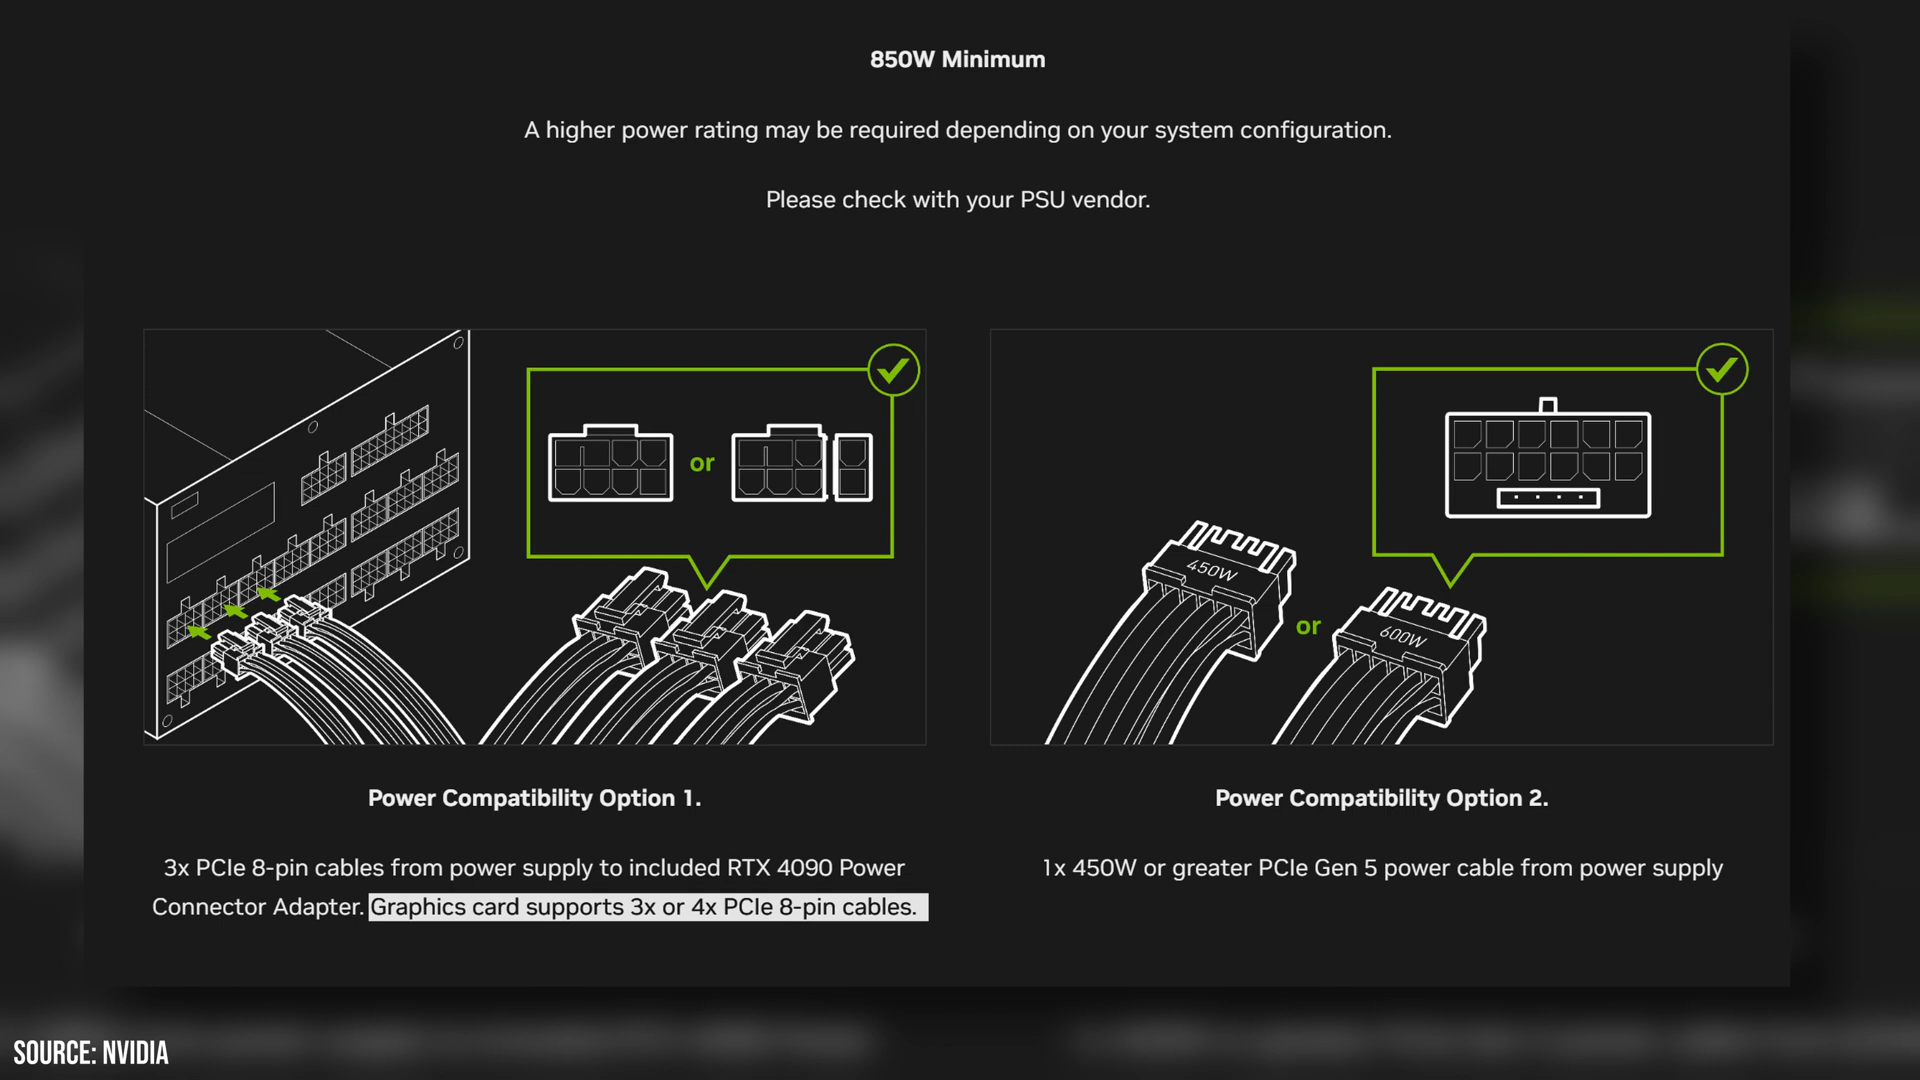 850W Minimum
A higher power rating may be required depending on your system configuration.
Please check with your PSU vendor.
or
450W
or
600W
Power Compatibility Option 1.
3x PCIe 8-pin cables from power supply to included RTX 4090 Power
Connector Adapter. Graphics card supports 3x or 4x PCIe 8-pin cables.
Power Compatibility Option 2.
1x 450W or greater PCIe Gen 5 power cable from power supply
SOURCE: NVIDIA